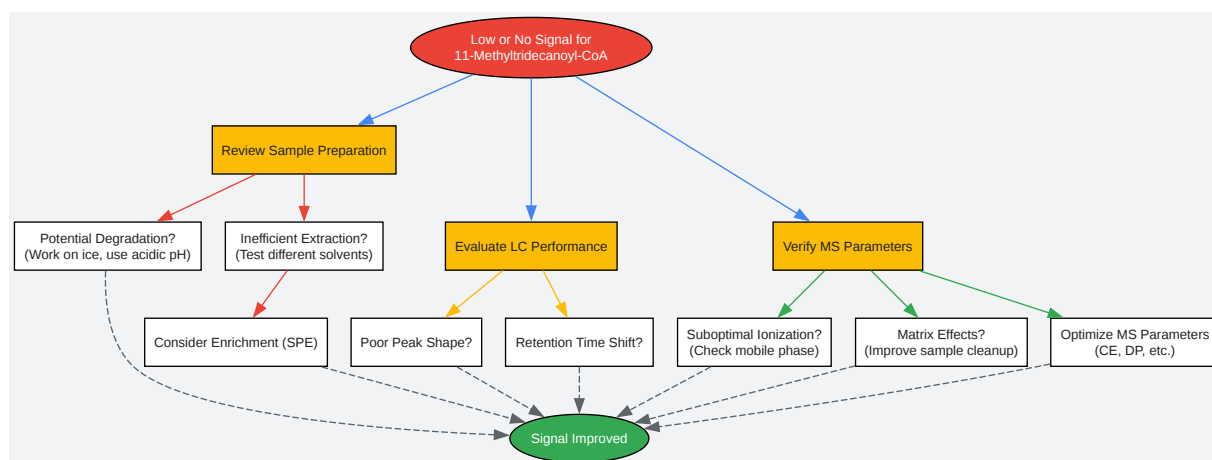 Low or No Signal for
11-Methyltridecanoyl-CoA
Review Sample Preparation
Potential Degradation?
(Work on ice, use acidic pH)
Inefficient Extraction?
(Test different solvents)
Evaluate LC Performance
Verify MS Parameters
Consider Enrichment (SPE)
Poor Peak Shape?
Retention Time Shift?
Suboptimal Ionization?
(Check mobile phase)
Matrix Effects?
(Improve sample cleanup)
Optimize MS Parameters
(CE, DP, etc.)
Signal Improved